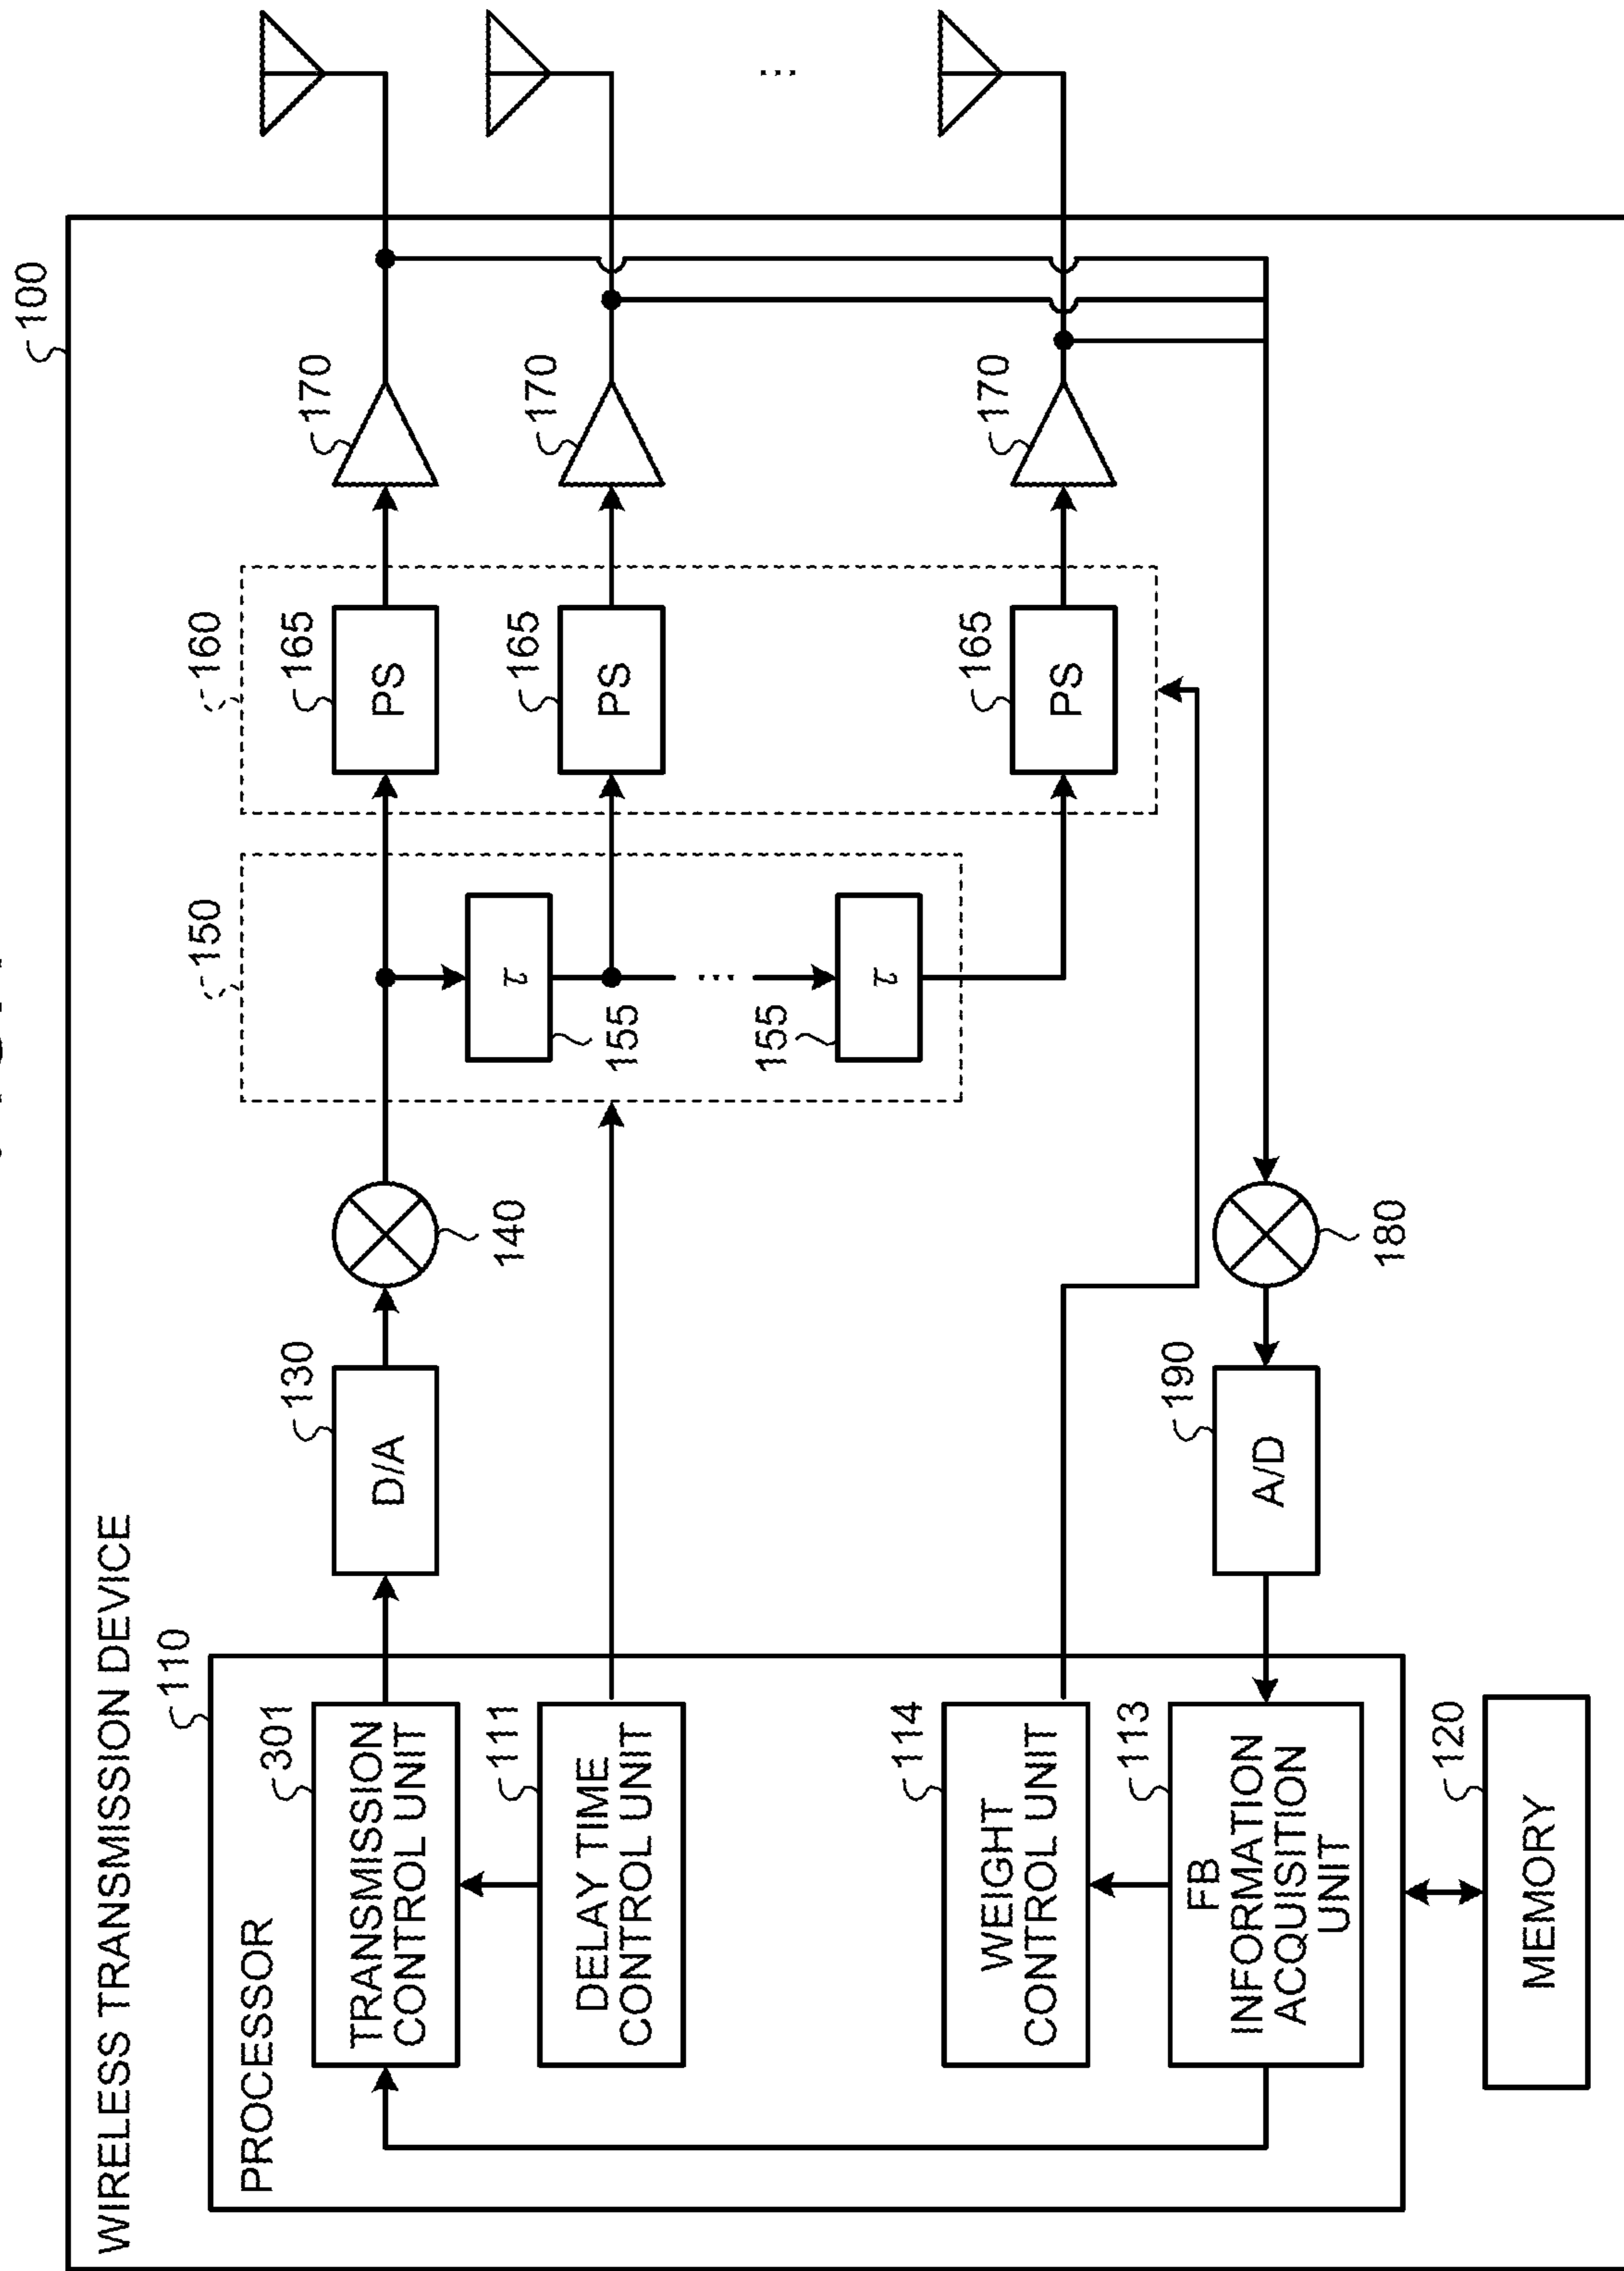 WIRELESS TRANSMISSION DEVICE
100
PROCESSOR
110
TRANSMISSION
CONTROL UNIT
301
DELAY TIME
CONTROL UNIT
111
WEIGHT
CONTROL UNIT
114
FB
INFORMATION
ACQUISITION
UNIT
113
MEMORY
120
D/A
130
140
150
τ
155
...
τ
155
160
PS
165
PS
165
PS
165
170
170
170
...
A/D
190
180